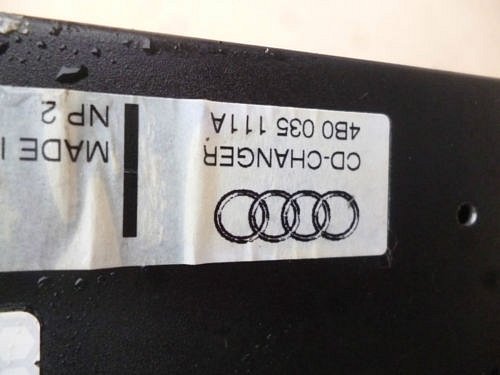 CD-CHANGER
4B0 035 111A
MADE
NP 2